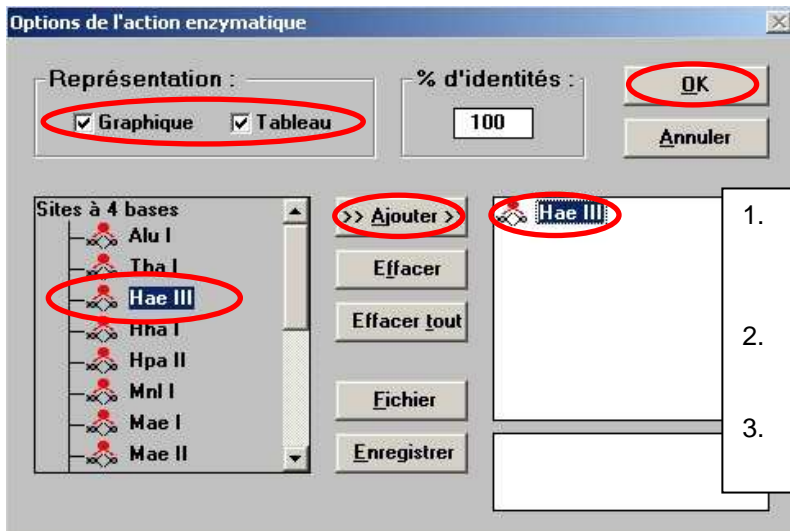 Options de l'action enzymatique
Représentation :
Graphique Tableau
% d'identités :
100
OK
Annuler
Sites à 4 bases
Alu I
Tha I
Hae III
Hha I
Hpa II
Mnl I
Mae I
Mae II
>> Ajouter >>
Effacer
Effacer tout
Fichier
Enregistrer
Hae III
1.
2.
3.